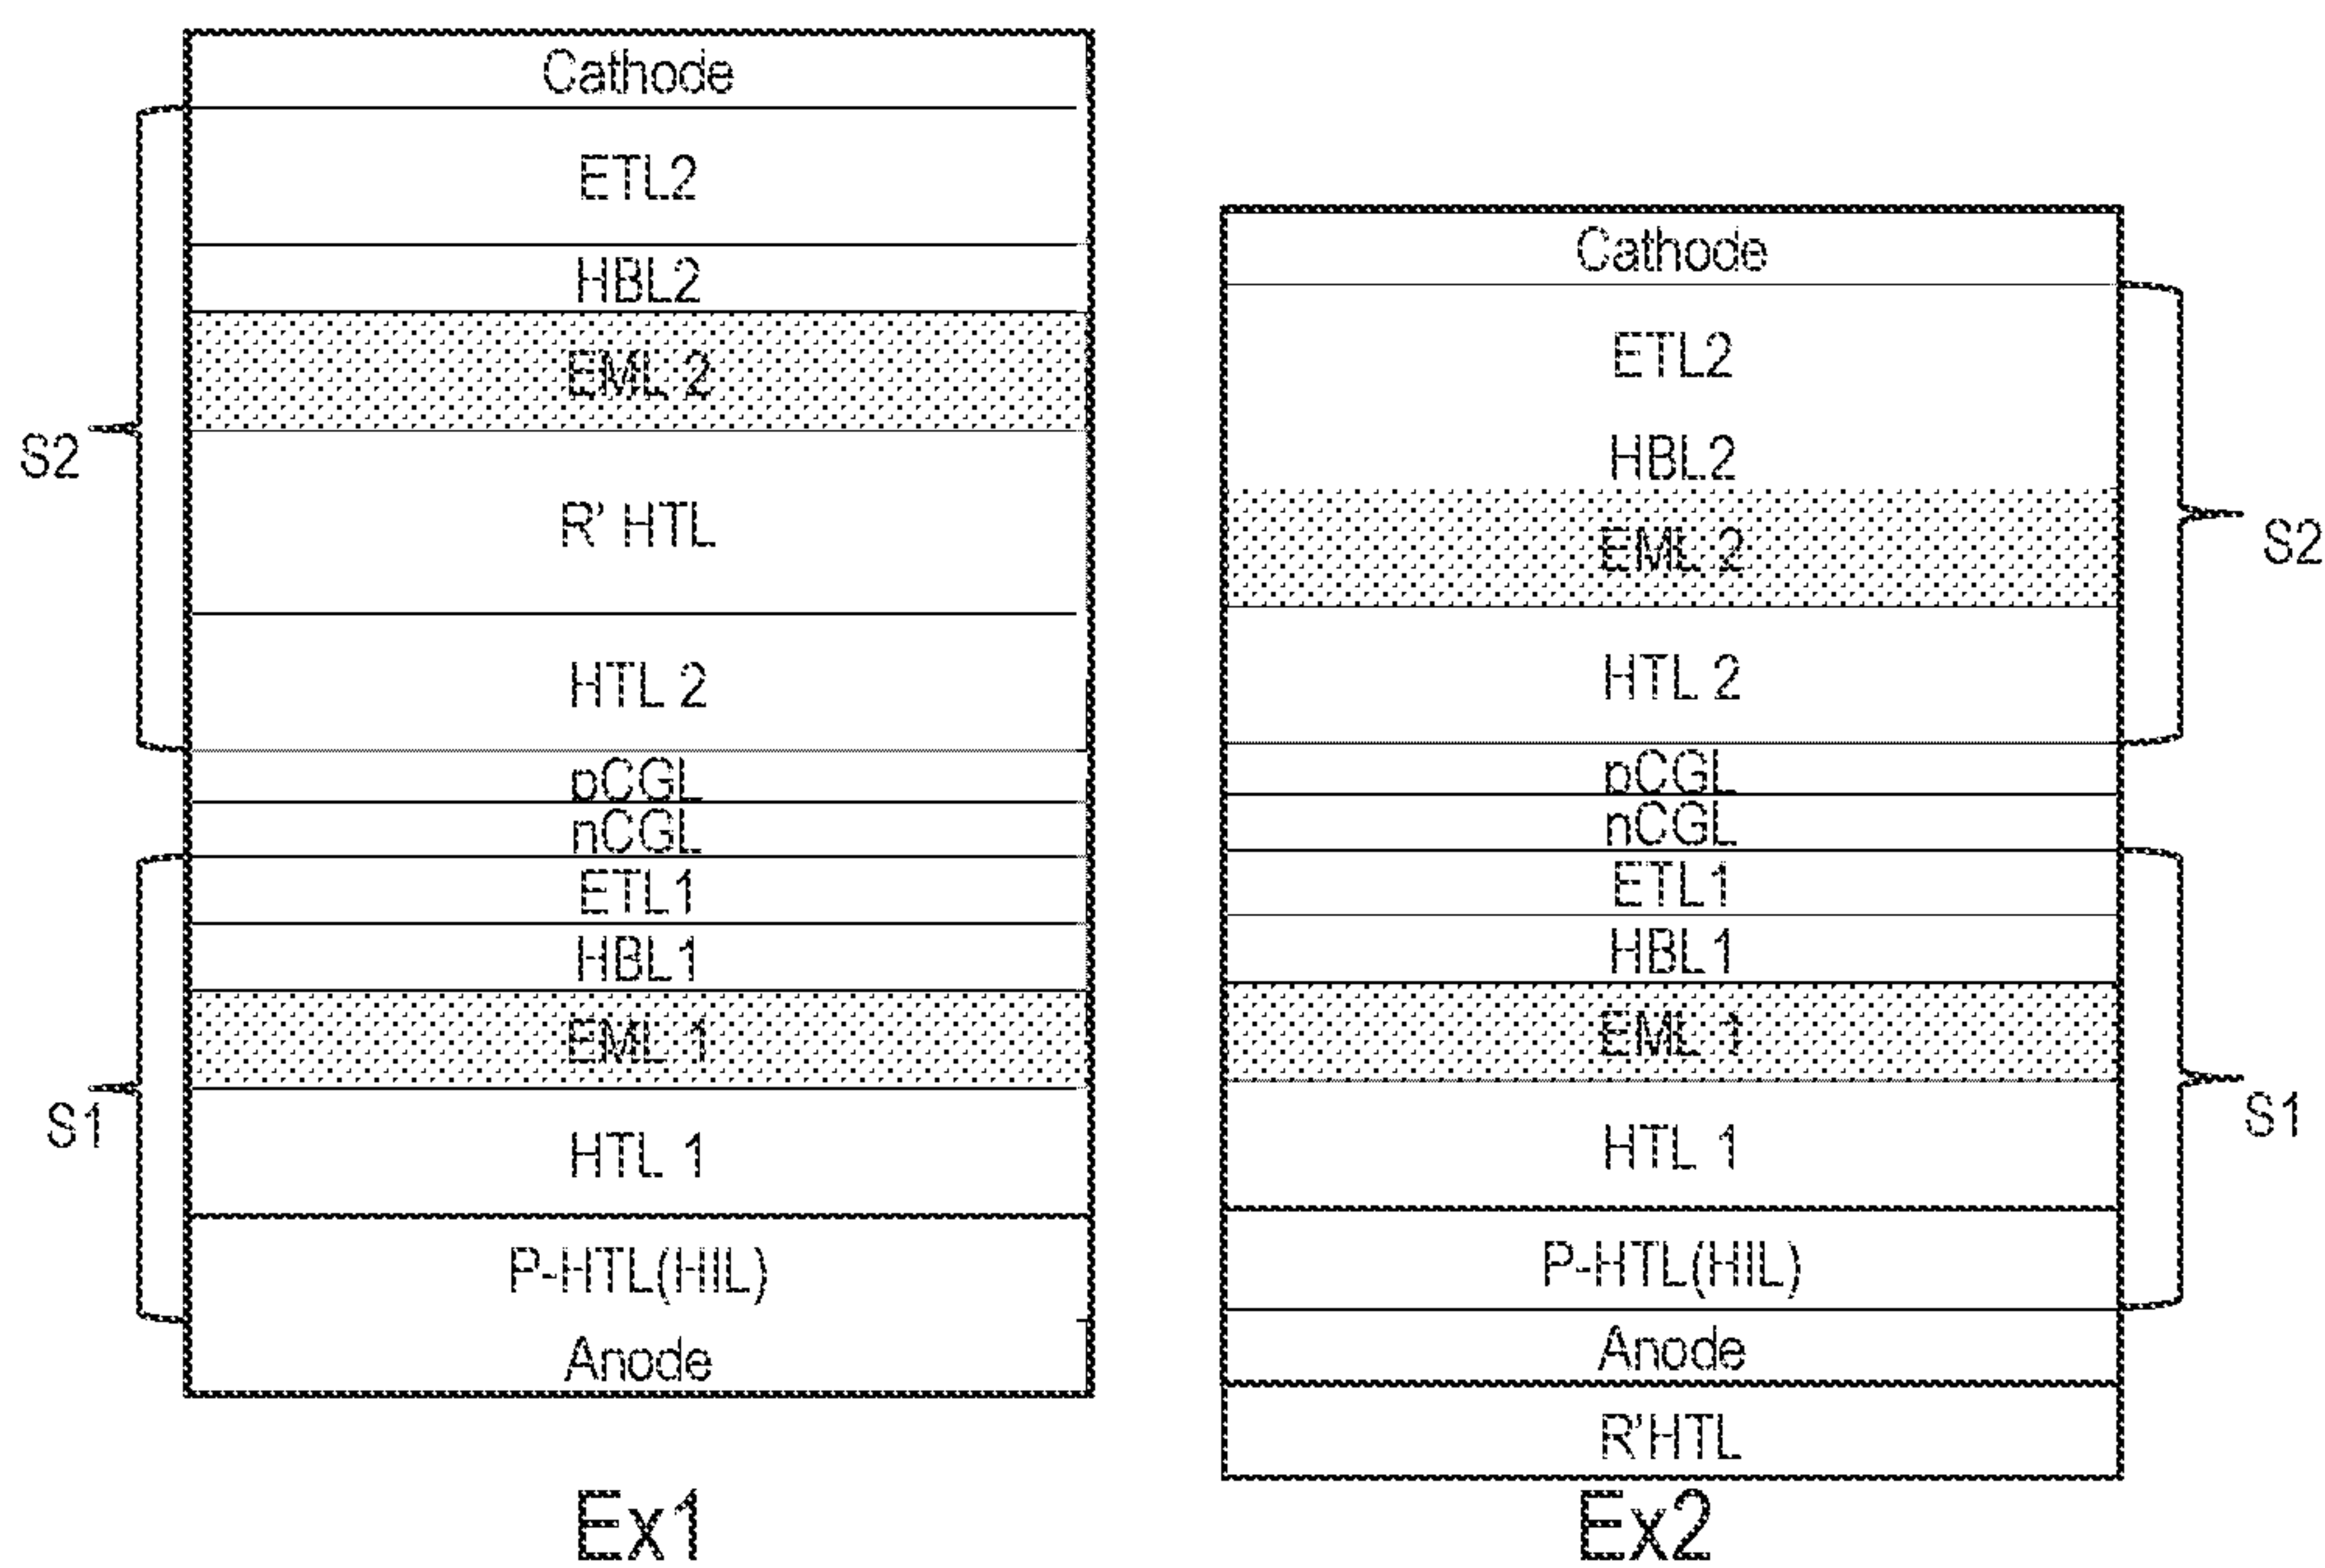 Cathode
ETL2
HBL2
EML 2
S2
R' HTL
HTL 2
pCGL
nCGL
ETL1
HBL1
EML 1
S1
HTL 1
P-HTL(HIL)
Anode
Ex1
Cathode
ETL2
HBL2
EML 2
S2
HTL 2
pCGL
nCGL
ETL1
HBL1
EML 1
S1
HTL 1
P-HTL(HIL)
Anode
R'HTL
Ex2